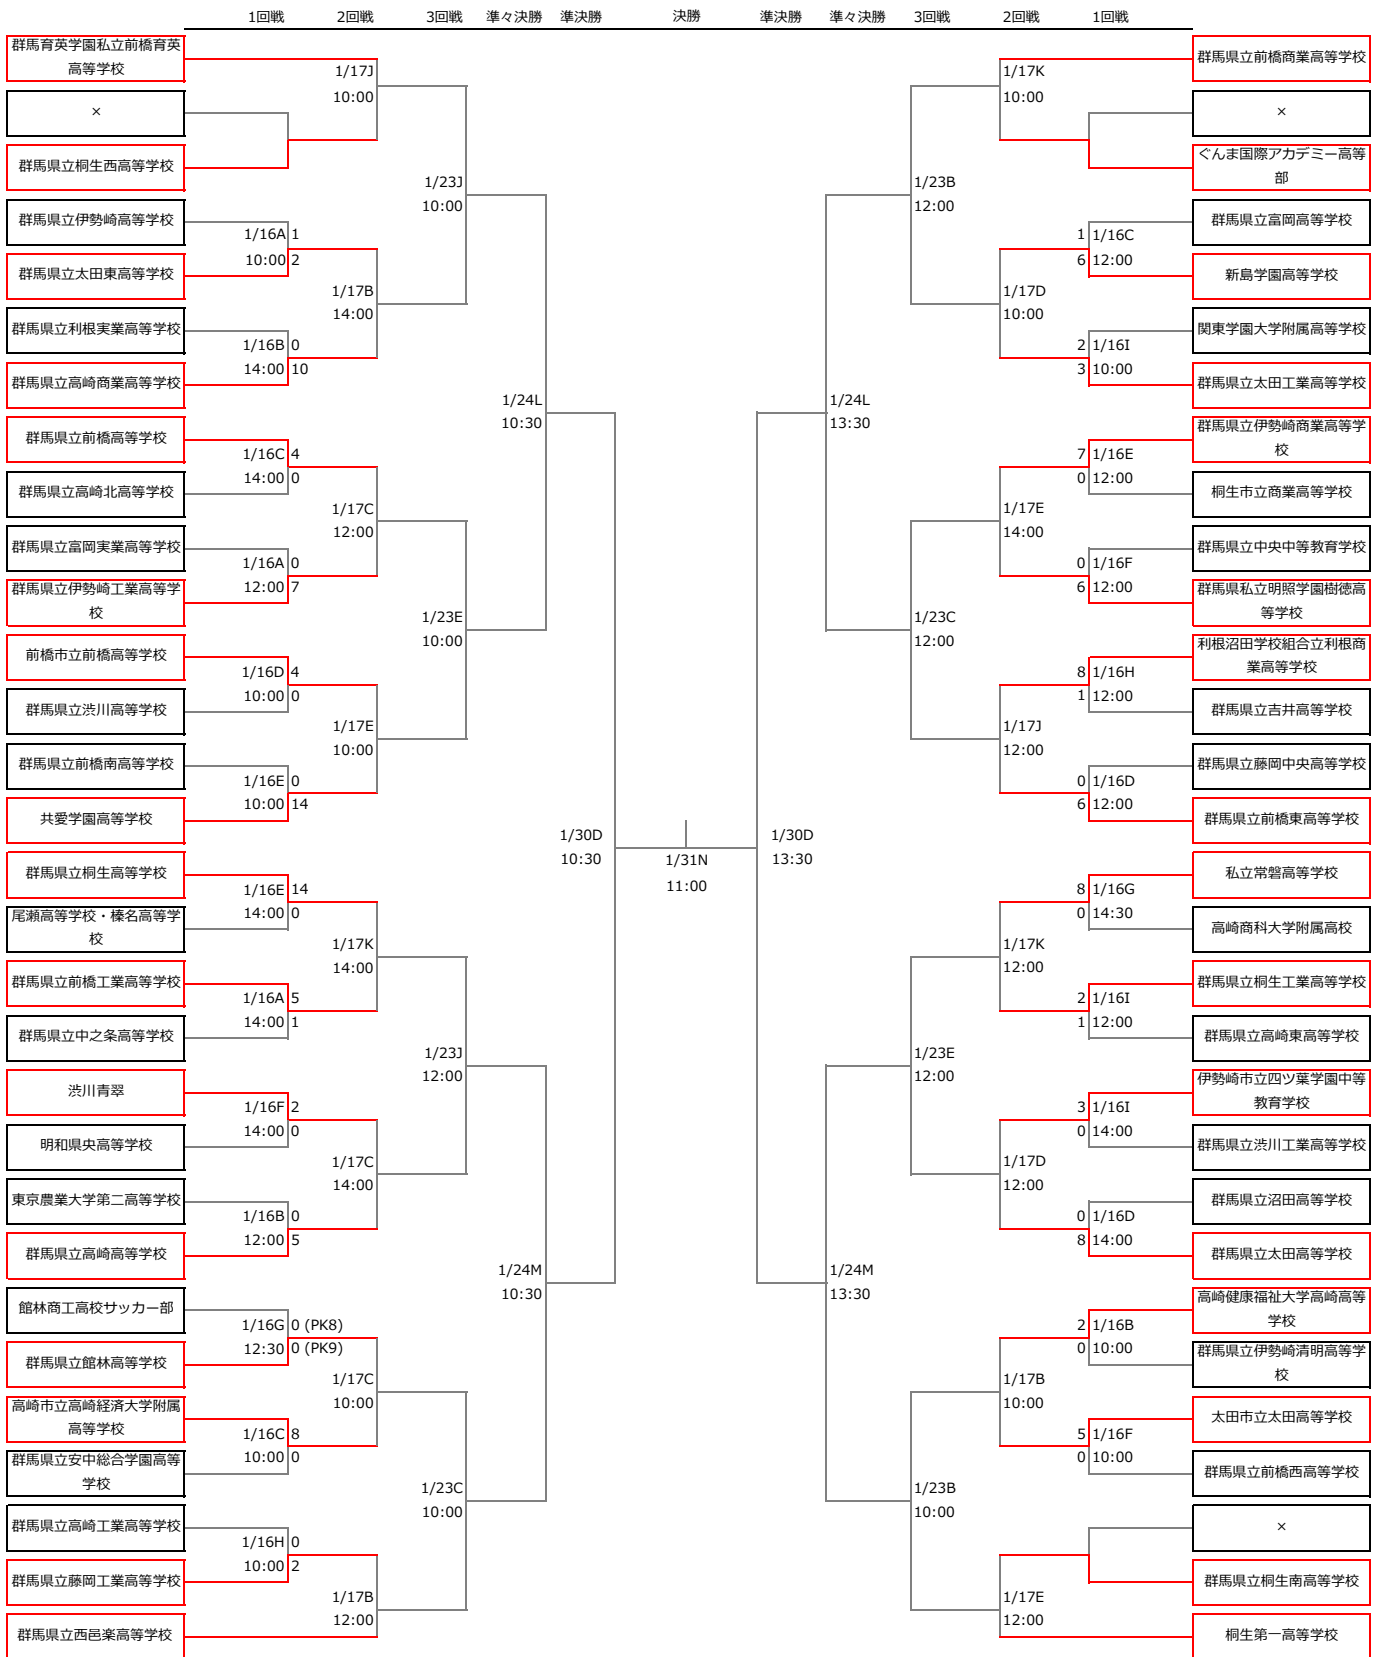 1回戦 2回戦 3回戦 準々決勝 準決勝 決勝 準決勝 準々決勝 3回戦 2回戦 1回戦
群馬育英学園私立前橋育英
高等学校
1/17J
10:00
×
群馬県立桐生西高等学校
1/23J
10:00
群馬県立伊勢崎高等学校
1/16A 1
10:00 2
群馬県立太田東高等学校
1/17B
14:00
群馬県立利根実業高等学校
1/16B 0
14:00 10
群馬県立高崎商業高等学校
1/24L
10:30
群馬県立前橋高等学校
1/16C 4
14:00 0
群馬県立高崎北高等学校
1/17C
12:00
群馬県立富岡実業高等学校
1/16A 0
12:00 7
群馬県立伊勢崎工業高等学
校
1/23E
10:00
前橋市立前橋高等学校
1/16D 4
10:00 0
群馬県立渋川高等学校
1/17E
10:00
群馬県立前橋南高等学校
1/16E 0
10:00 14
共愛学園高等学校
1/30D
10:30
群馬県立桐生高等学校
1/16E 14
14:00 0
尾瀬高等学校・榛名高等学
校
1/17K
14:00
群馬県立前橋工業高等学校
1/16A 5
14:00 1
群馬県立中之条高等学校
1/23J
12:00
渋川青翠
1/16F 2
14:00 0
明和県央高等学校
1/17C
14:00
東京農業大学第二高等学校
1/16B 0
12:00 5
群馬県立高崎高等学校
1/24M
10:30
館林商工高校サッカー部
1/16G 0 (PK8)
12:30 0 (PK9)
群馬県立館林高等学校
1/17C
10:00
高崎市立高崎経済大学附属
高等学校
1/16C 8
10:00 0
群馬県立安中総合学園高等
学校
1/23C
10:00
群馬県立高崎工業高等学校
1/16H 0
10:00 2
群馬県立藤岡工業高等学校
1/17B
12:00
群馬県立西邑楽高等学校
1/31N
11:00
群馬県立前橋商業高等学校
1/17K
10:00
×
ぐんま国際アカデミー高等
部
1/23B
12:00
群馬県立富岡高等学校
1 1/16C
6 12:00
新島学園高等学校
1/17D
10:00
関東学園大学附属高等学校
2 1/16I
3 10:00
群馬県立太田工業高等学校
1/24L
13:30
群馬県立伊勢崎商業高等学
校
7 1/16E
0 12:00
桐生市立商業高等学校
1/17E
14:00
群馬県立中央中等教育学校
0 1/16F
6 12:00
群馬県私立明照学園樹徳高
等学校
1/23C
12:00
利根沼田学校組合立利根商
業高等学校
8 1/16H
1 12:00
群馬県立吉井高等学校
1/17J
12:00
群馬県立藤岡中央高等学校
0 1/16D
6 12:00
群馬県立前橋東高等学校
1/30D
13:30
私立常磐高等学校
8 1/16G
0 14:30
高崎商科大学附属高校
1/17K
12:00
群馬県立桐生工業高等学校
2 1/16I
1 12:00
群馬県立高崎東高等学校
1/23E
12:00
伊勢崎市立四ツ葉学園中等
教育学校
3 1/16I
0 14:00
群馬県立渋川工業高等学校
1/17D
12:00
群馬県立沼田高等学校
0 1/16D
8 14:00
群馬県立太田高等学校
1/24M
13:30
高崎健康福祉大学高崎高等
学校
2 1/16B
0 10:00
群馬県立伊勢崎清明高等学
校
1/17B
10:00
太田市立太田高等学校
5 1/16F
0 10:00
群馬県立前橋西高等学校
1/23B
10:00
×
群馬県立桐生南高等学校
1/17E
12:00
桐生第一高等学校